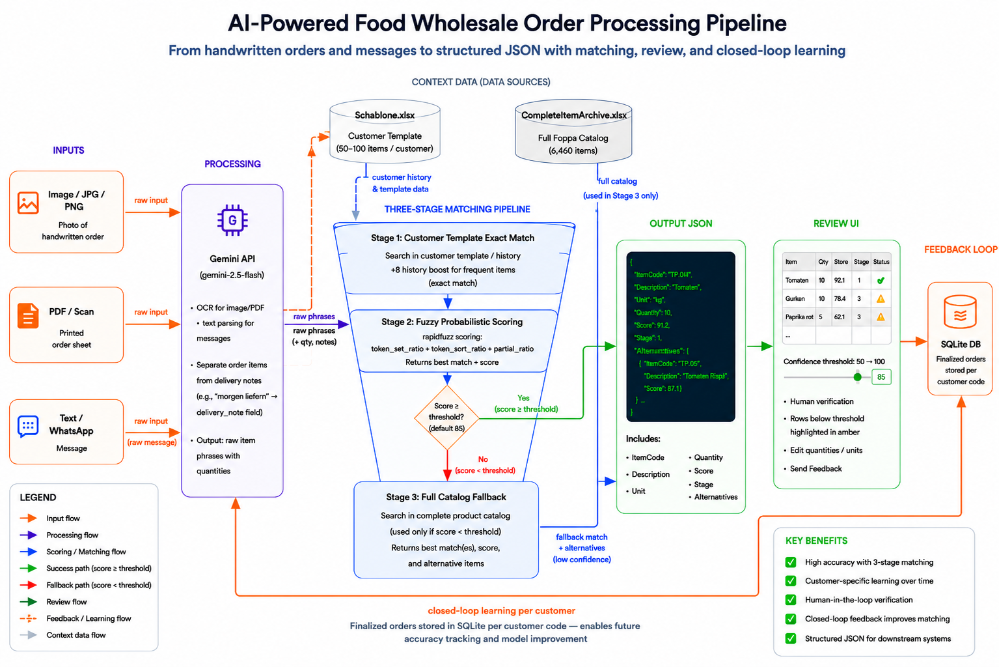 AI-Powered Food Wholesale Order Processing Pipeline
From handwritten orders and messages to structured JSON with matching, review, and closed-loop learning
CONTEXT DATA (DATA SOURCES)
Schablone.xlsx
Customer Template
(50–100 items / customer)
CompleteItemArchive.xlsx
Full Foppa Catalog
(6,460 items)
INPUTS
Image / JPG /
PNG
Photo of
handwritten order
raw input
PDF / Scan
Printed
order sheet
raw input
Text /
WhatsApp
Message
raw input
(raw message)
PROCESSING
G
Gemini API
(gemini-2.5-flash)
• OCR for image/PDF
• text parsing for
messages
• Separate order items
from delivery notes
(e.g., “morgen liefern” →
delivery_note field)
• Output: raw item
phrases with
quantities
raw phrases
raw phrases
(+ qty, notes)
customer history
& template data
full catalog
(used in Stage 3 only)
THREE-STAGE MATCHING PIPELINE
Stage 1: Customer Template Exact Match
Search in customer template / history
+8 history boost for frequent items
(exact match)
Stage 2: Fuzzy Probabilistic Scoring
rapidfuzz scoring:
token_set_ratio + token_sort_ratio + partial_ratio
Returns best match + score
Score ≥
threshold?
(default 85)
Yes
(score ≥ threshold)
No
(score < threshold)
Stage 3: Full Catalog Fallback
Search in complete product catalog
(used only if score < threshold)
Returns best match(es), score,
and alternative items
fallback match
+ alternatives
(low confidence)
OUTPUT JSON
{
"ItemCode":
"Description": "Tomaten",
"Unit": "kg",
"Quantity": 10,
"Score": 91.2,
"Stage": 1,
[
{ "ItemCode": "TP.05",
"Description": "Tomaten
"Score": 87.1}
} ...
}
Includes:
• ItemCode
• Description
• Unit
• Quantity
• Score
• Stage
• Alternatives
REVIEW UI
Item Qty Store Stage Status
Tomaten 10 92.1 1
Gurken 10 78.4 3
Paprika rot 5 62.1 3
...
Confidence threshold: 50 → 100
85
• Human verification
• Rows below threshold
highlighted in amber
• Edit quantities / units
• Send Feedback
FEEDBACK LOOP
SQLite DB
Finalized orders
stored per
customer code
LEGEND
Input flow
Processing flow
Scoring / Matching flow
Success path (score ≥ threshold)
Fallback path (score < threshold)
Review flow
Feedback / Learning flow
Context data flow
closed-loop learning per customer
Finalized orders stored in SQLite per customer code — enables future
accuracy tracking and model improvement
KEY BENEFITS
High accuracy with 3-stage matching
Customer-specific learning over time
Human-in-the-loop verification
Closed-loop feedback improves matching
Structured JSON for downstream systems